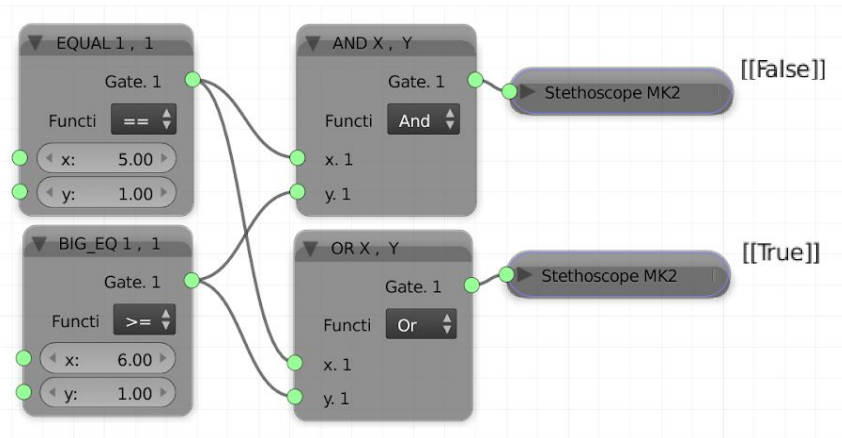 EQUAL 1 , 1
Gate. 1
Functi ==
x: 5.00
y: 1.00
AND X , Y
Gate. 1
Functi And
x. 1
y. 1
Stethoscope MK2
[[False]]
BIG_EQ 1 , 1
Gate. 1
Functi >=
x: 6.00
y: 1.00
OR X , Y
Gate. 1
Functi Or
x. 1
y. 1
Stethoscope MK2
[[True]]